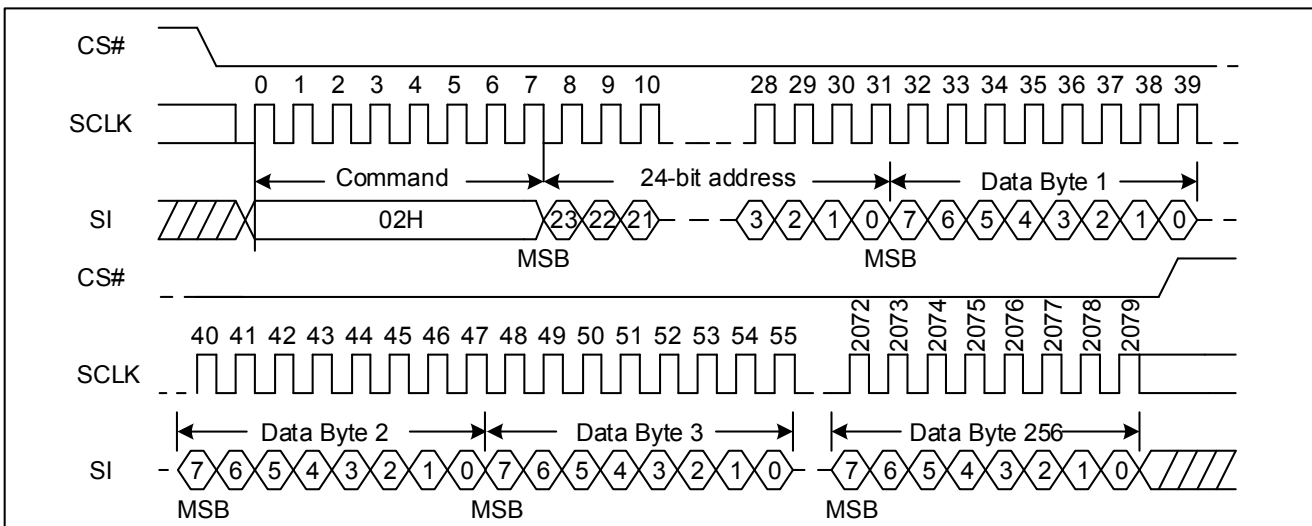 CS#
0 1 2 3 4 5 6 7 8 9 10 28 29 30 31 32 33 34 35 36 37 38 39
SCLK
Command 24-bit address Data Byte 1
SI 02H 23 22 21 3 2 1 0 7 6 5 4 3 2 1 0
MSB MSB
CS#
40 41 42 43 44 45 46 47 48 49 50 51 52 53 54 55 2072 2073 2074 2075 2076 2077 2078 2079
SCLK
Data Byte 2 Data Byte 3 Data Byte 256
SI 7 6 5 4 3 2 1 0 7 6 5 4 3 2 1 0 7 6 5 4 3 2 1 0
MSB MSB MSB